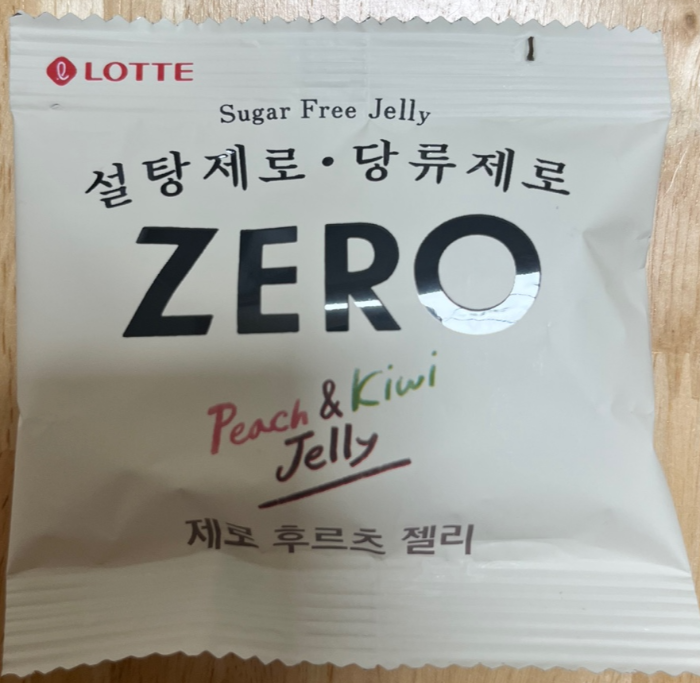 LOTTE
Sugar Free Jelly
설탕제로·당류제로
ZERO
Peach & Kiwi
Jelly
제로 후르츠 젤리